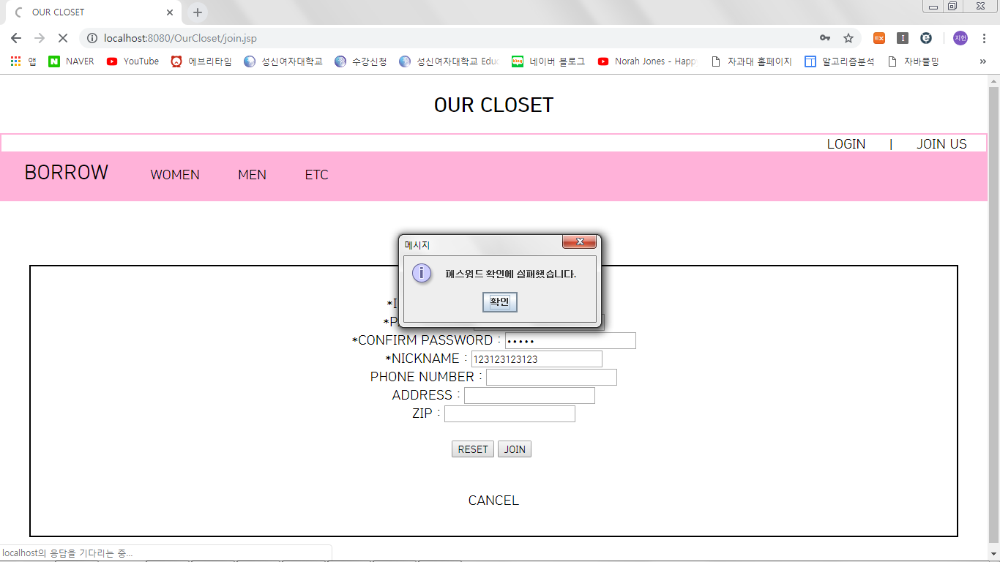 OUR CLOSET
localhost:8080/OurCloset/join.jsp
지헌
앱 NAVER YouTube 에브리타임 성신여자대학교 수강신청 성신여자대학교 Educ 네이버 블로그 Norah Jones - Happ 자과대 홈페이지 알고리즘분석 자바플밍 »
OUR CLOSET
LOGIN | JOIN US
BORROW WOMEN MEN ETC
메시지
패스워드 확인에 실패했습니다.
확인
*I
*P
*CONFIRM PASSWORD : •••••
*NICKNAME : 123123123123
PHONE NUMBER :
ADDRESS :
ZIP :
RESET JOIN
CANCEL
localhost의 응답을 기다리는 중...